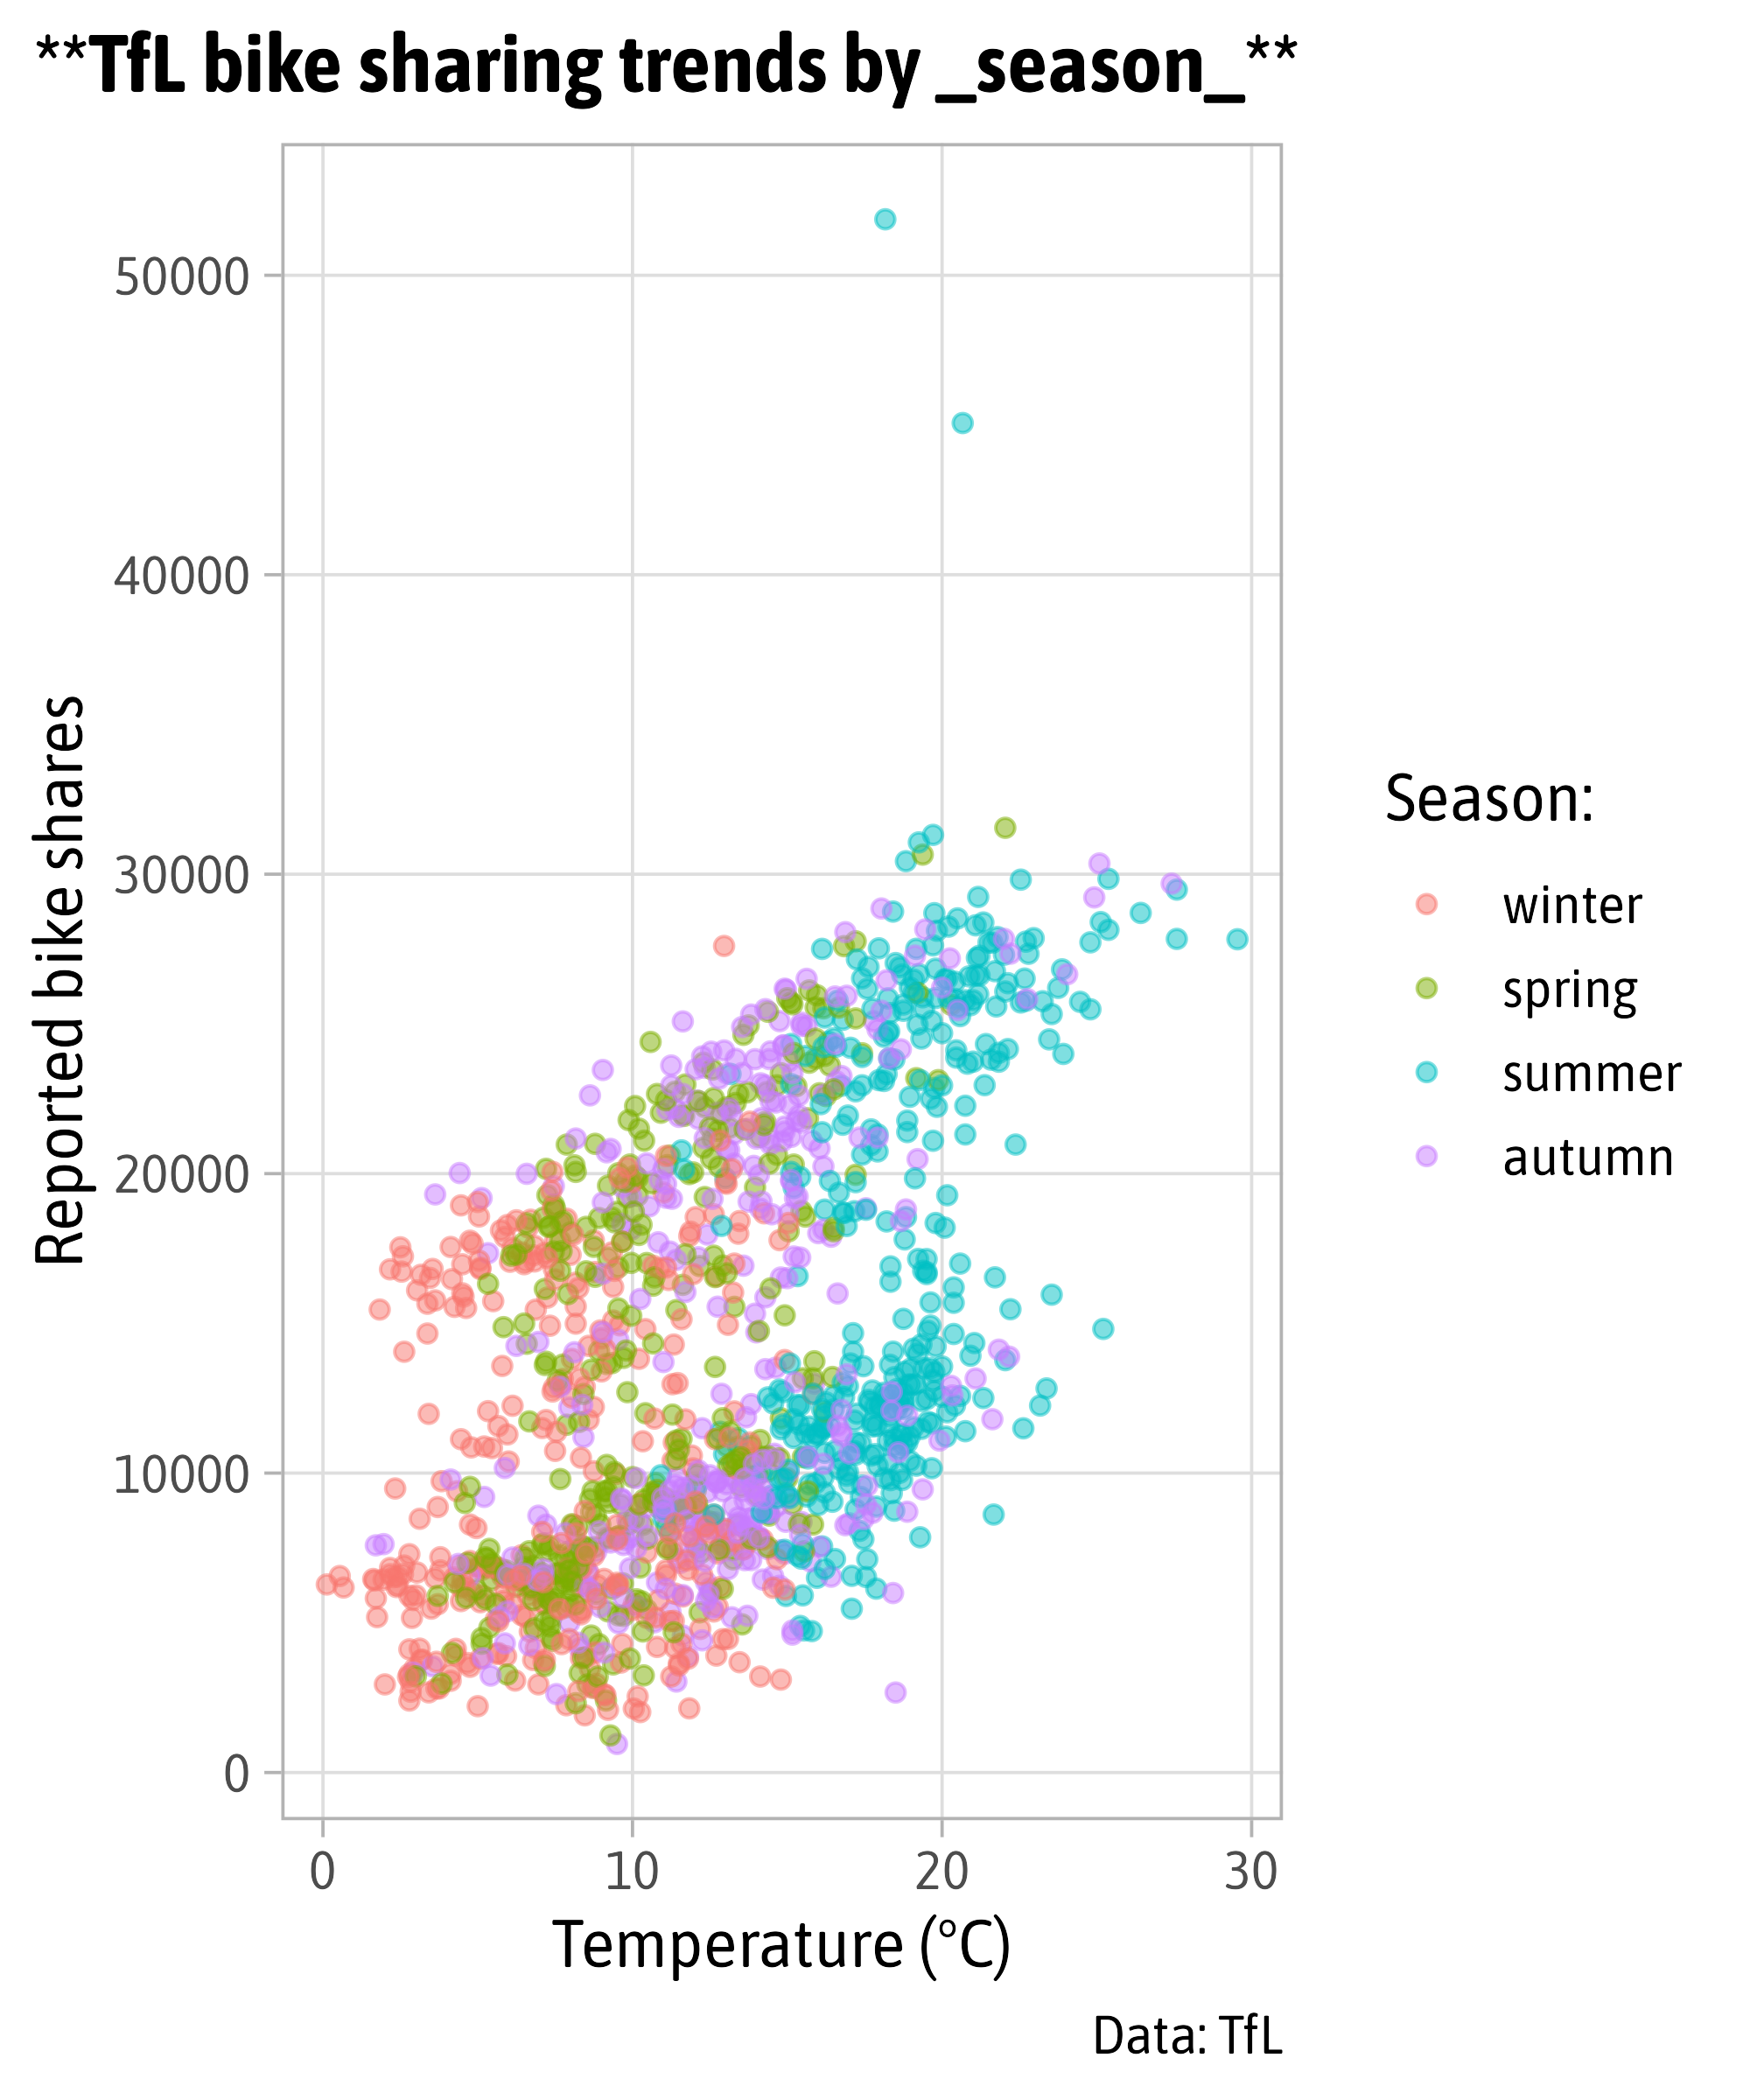 **TfL bike sharing trends by _season_**
50000
40000
30000
20000
10000
0
Reported bike shares
0 10 20 30
Temperature (°C)
Season:
winter
spring
summer
autumn
Data: TfL